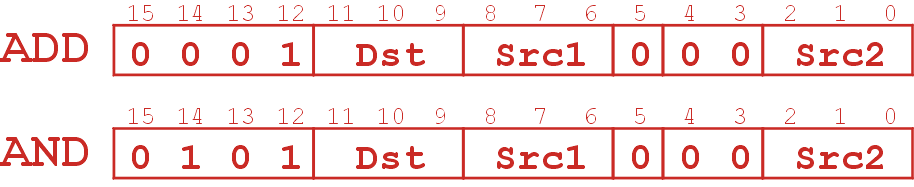 15 14 13 12 11 10 9 8 7 6 5 4 3 2 1 0
ADD 0 0 0 1 Dst Src1 0 0 0 Src2
15 14 13 12 11 10 9 8 7 6 5 4 3 2 1 0
AND 0 1 0 1 Dst Src1 0 0 0 Src2